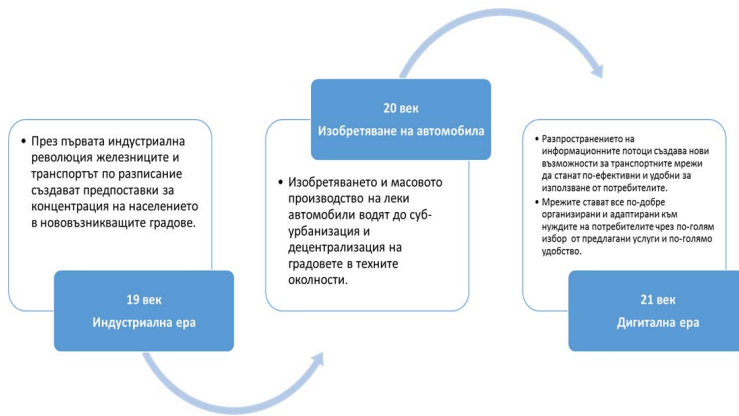 • През първата индустриална
революция железниците и
транспортът по разписание
създават предпоставки за
концентрация на населението
в нововъзникващите градове.
19 век
Индустриална ера
20 век
Изобретяване на автомобила
• Изобретяването и масовото
производство на леки
автомобили водят до суб-
урбанизация и
децентрализация на
градовете в техните
околности.
• Разпространението на
информационните потоци създава нови
възможности за транспортните мрежи
да станат по-ефективни и удобни за
използване от потребителите.
• Мрежите стават все по-добре
организирани и адаптирани към
нуждите на потребителите чрез по-голям
избор от предлагани услуги и по-голямо
удобство.
21 век
Дигитална ера